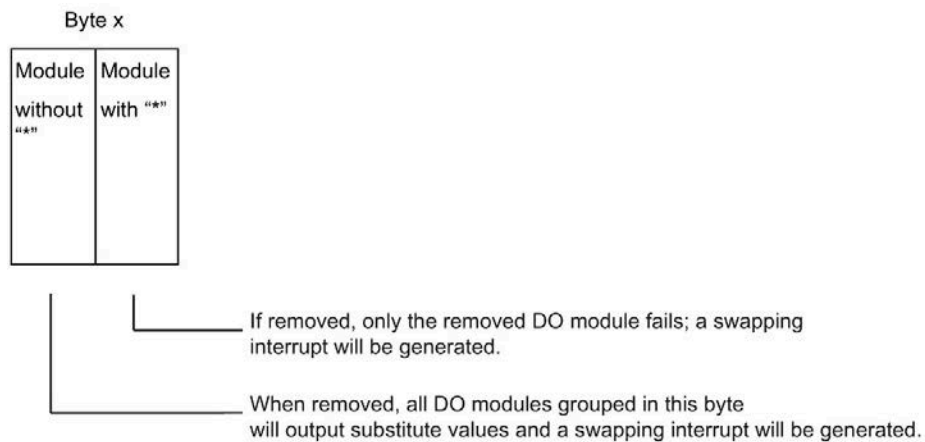 Byte x
Module
without
“*”
Module
with “*”
If removed, only the removed DO module fails; a swapping
interrupt will be generated.
When removed, all DO modules grouped in this byte
will output substitute values and a swapping interrupt will be generated.